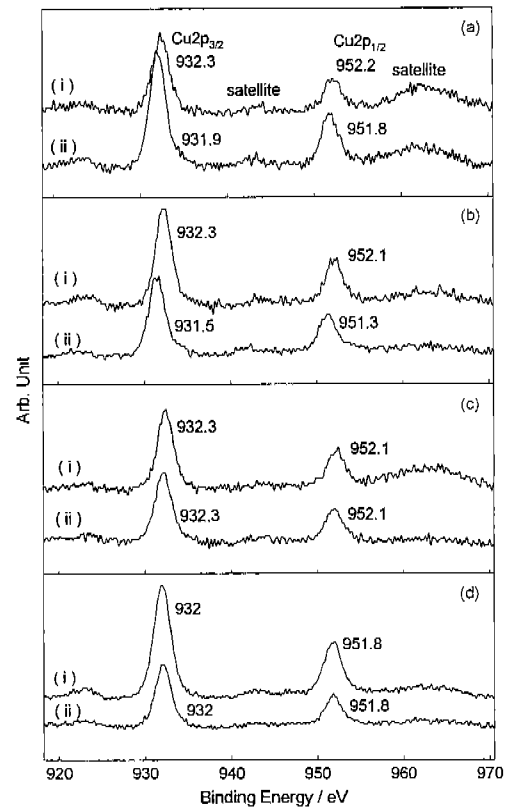 (a)
Cu2p3/2
932.3
Cu2p1/2
952.2
satellite
satellite
(i)
(ii)
931.9
951.8
(b)
932.3
952.1
(i)
(ii)
931.5
951.3
(c)
932.3
952.1
(i)
(ii)
932.3
952.1
(d)
932
951.8
(i)
(ii)
932
951.8
Arb. Unit
920 930 940 950 960 970
Binding Energy / eV